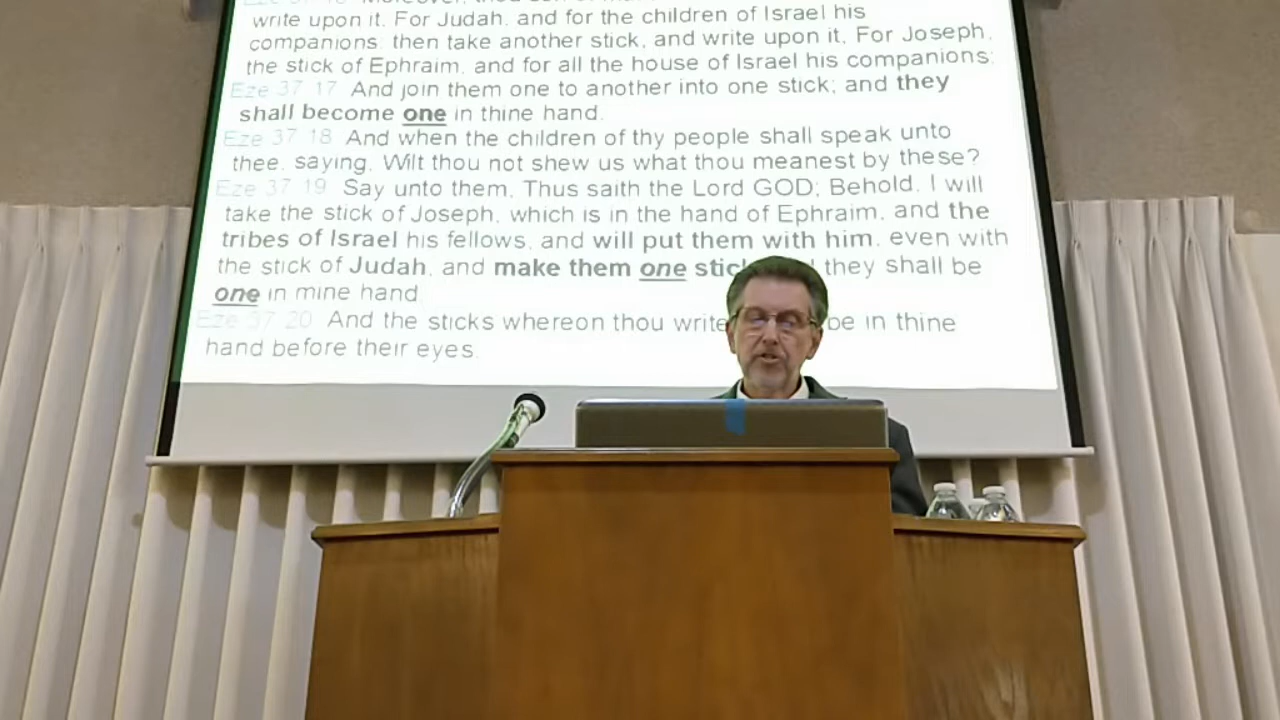 write upon it, For Judah, and for the children of Israel his
companions: then take another stick, and write upon it, For Joseph,
the stick of Ephraim, and for all the house of Israel his companions:
Eze 37 17 And join them one to another into one stick; and they
shall become one in thine hand.
Eze 37 18 And when the children of thy people shall speak unto
thee, saying, Wilt thou not shew us what thou meanest by these?
Eze 37 19 Say unto them, Thus saith the Lord GOD; Behold, I will
take the stick of Joseph, which is in the hand of Ephraim, and the
tribes of Israel his fellows, and will put them with him, even with
the stick of Judah, and make them one they shall be
one in mine hand.
Eze 37 20 And the sticks whereon thou write be in thine
hand before their eyes.